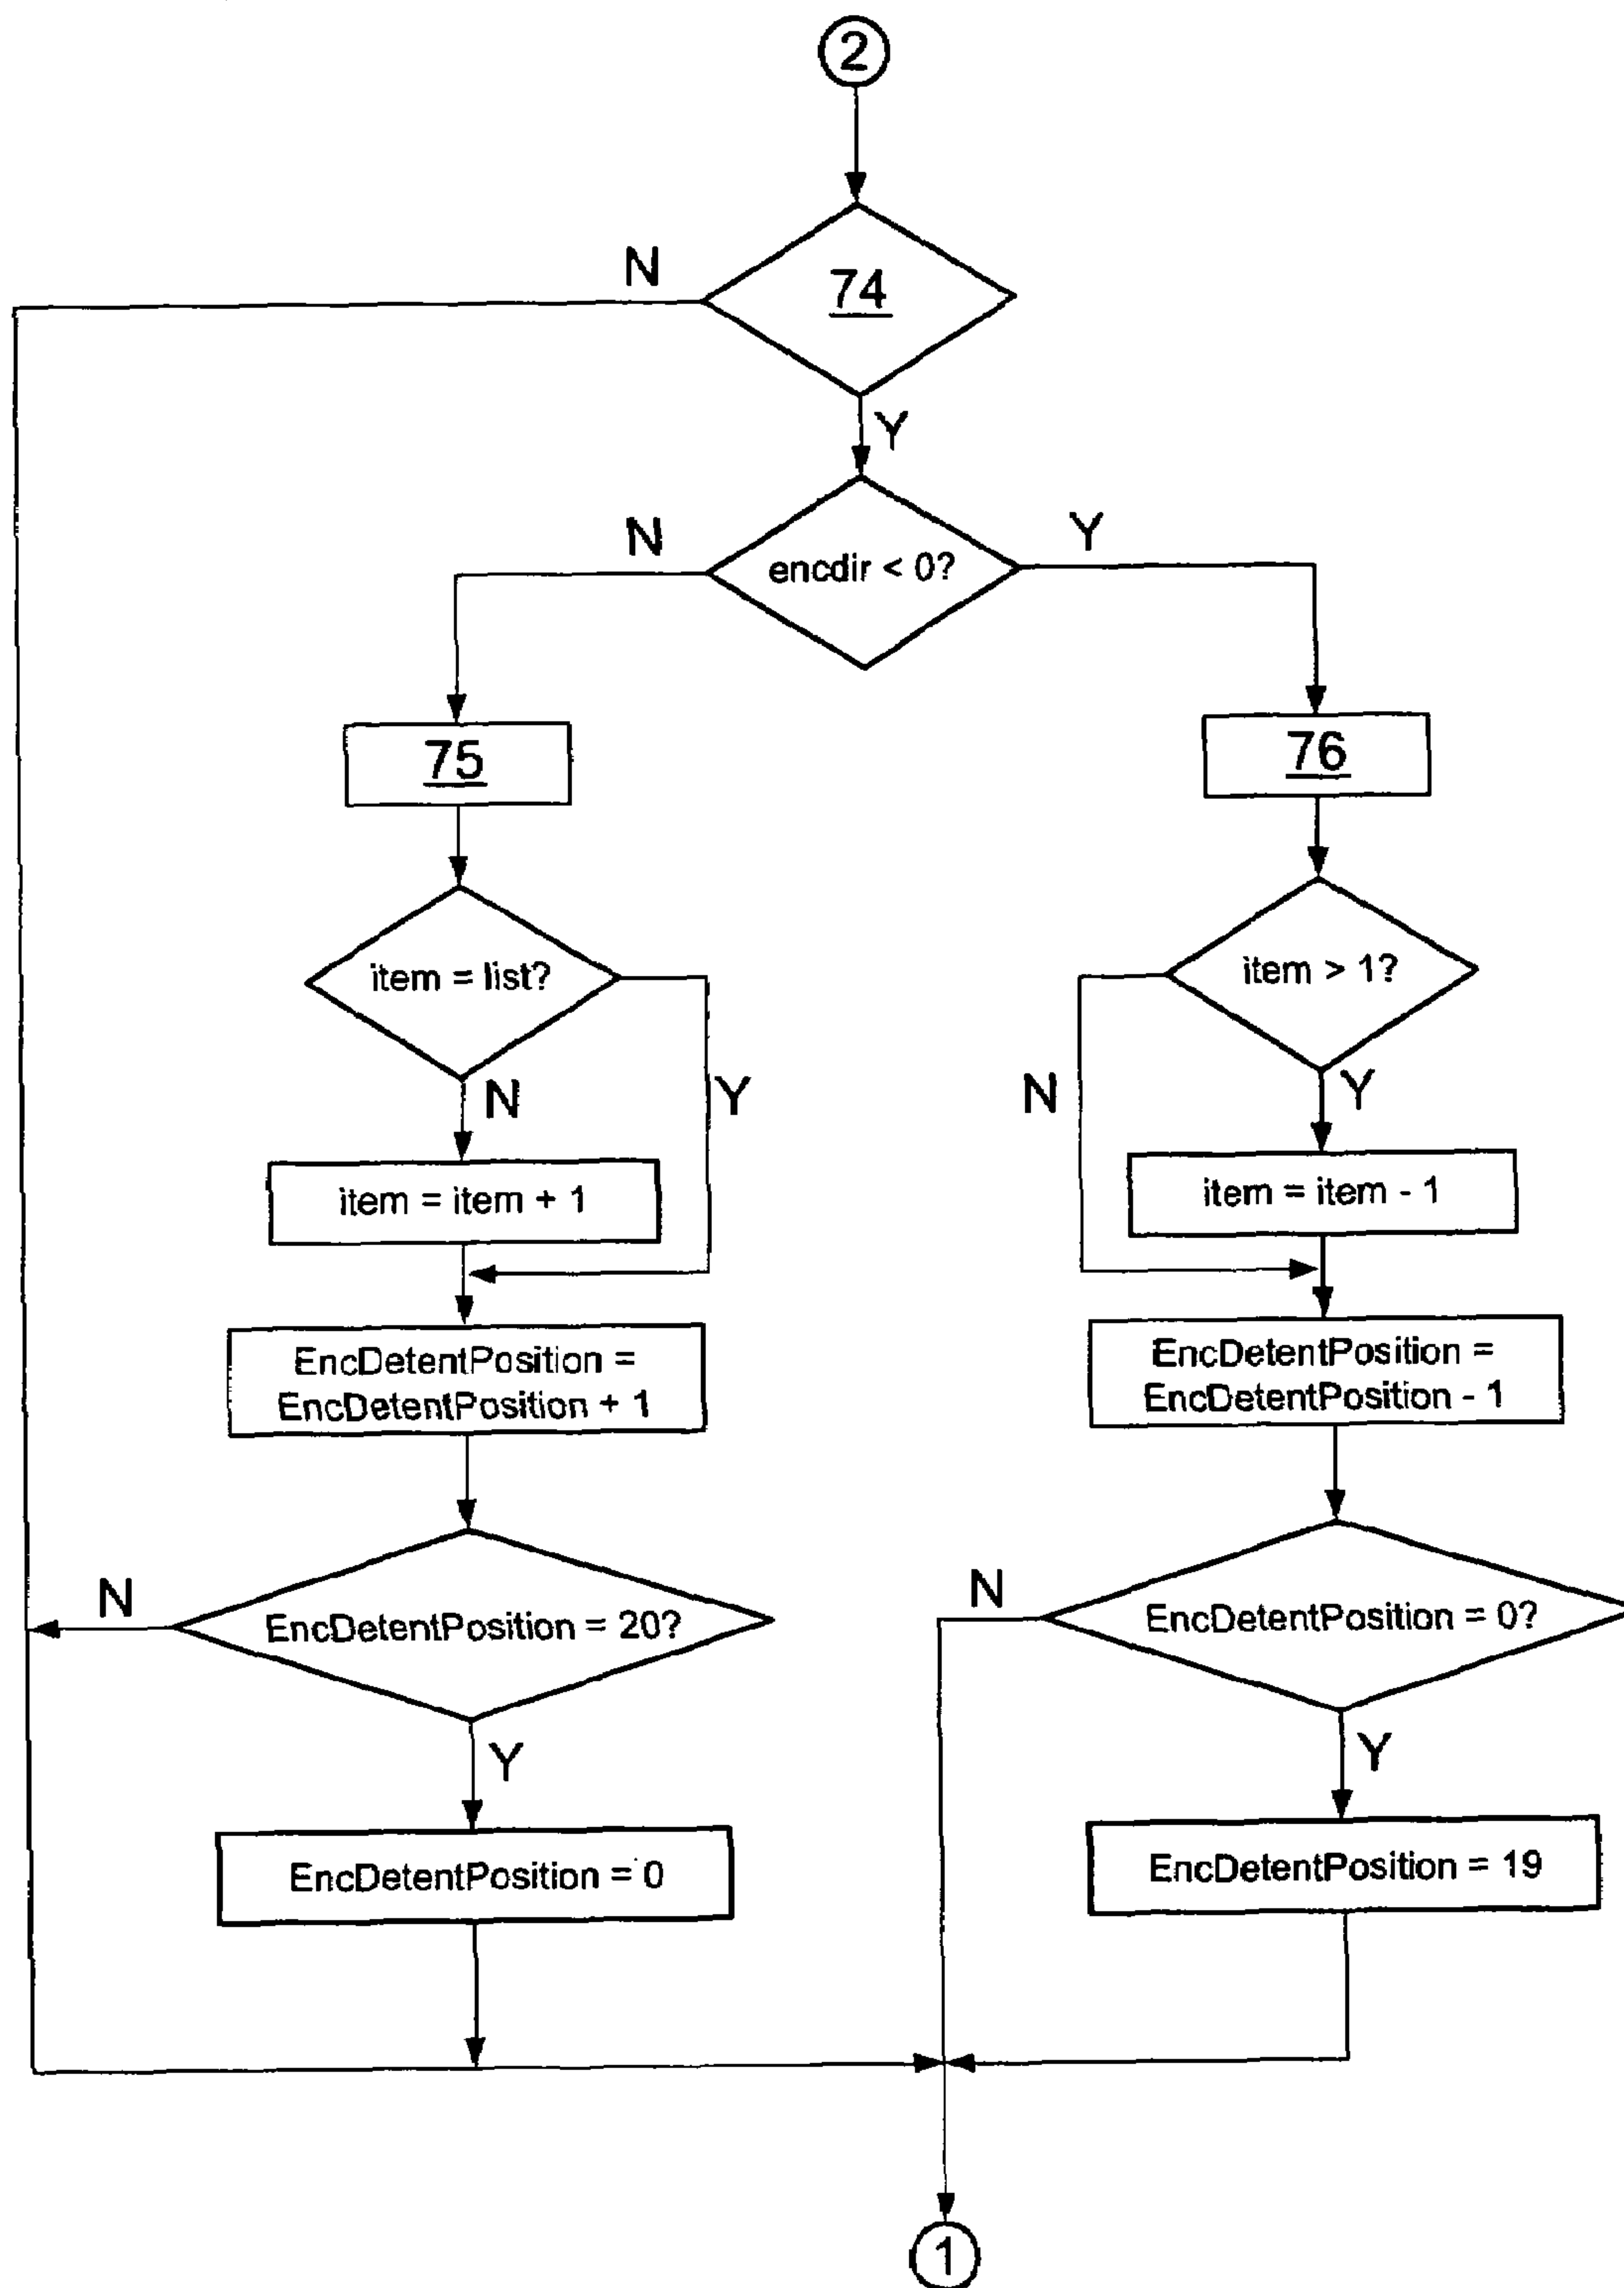 2
N
74
Y
N
encdir < 0?
Y
75
76
item = list?
item > 1?
N
Y
N
Y
item = item + 1
item = item - 1
EncDetentPosition =
EncDetentPosition + 1
EncDetentPosition =
EncDetentPosition - 1
N
EncDetentPosition = 20?
N
EncDetentPosition = 0?
Y
Y
EncDetentPosition = 0
EncDetentPosition = 19
1